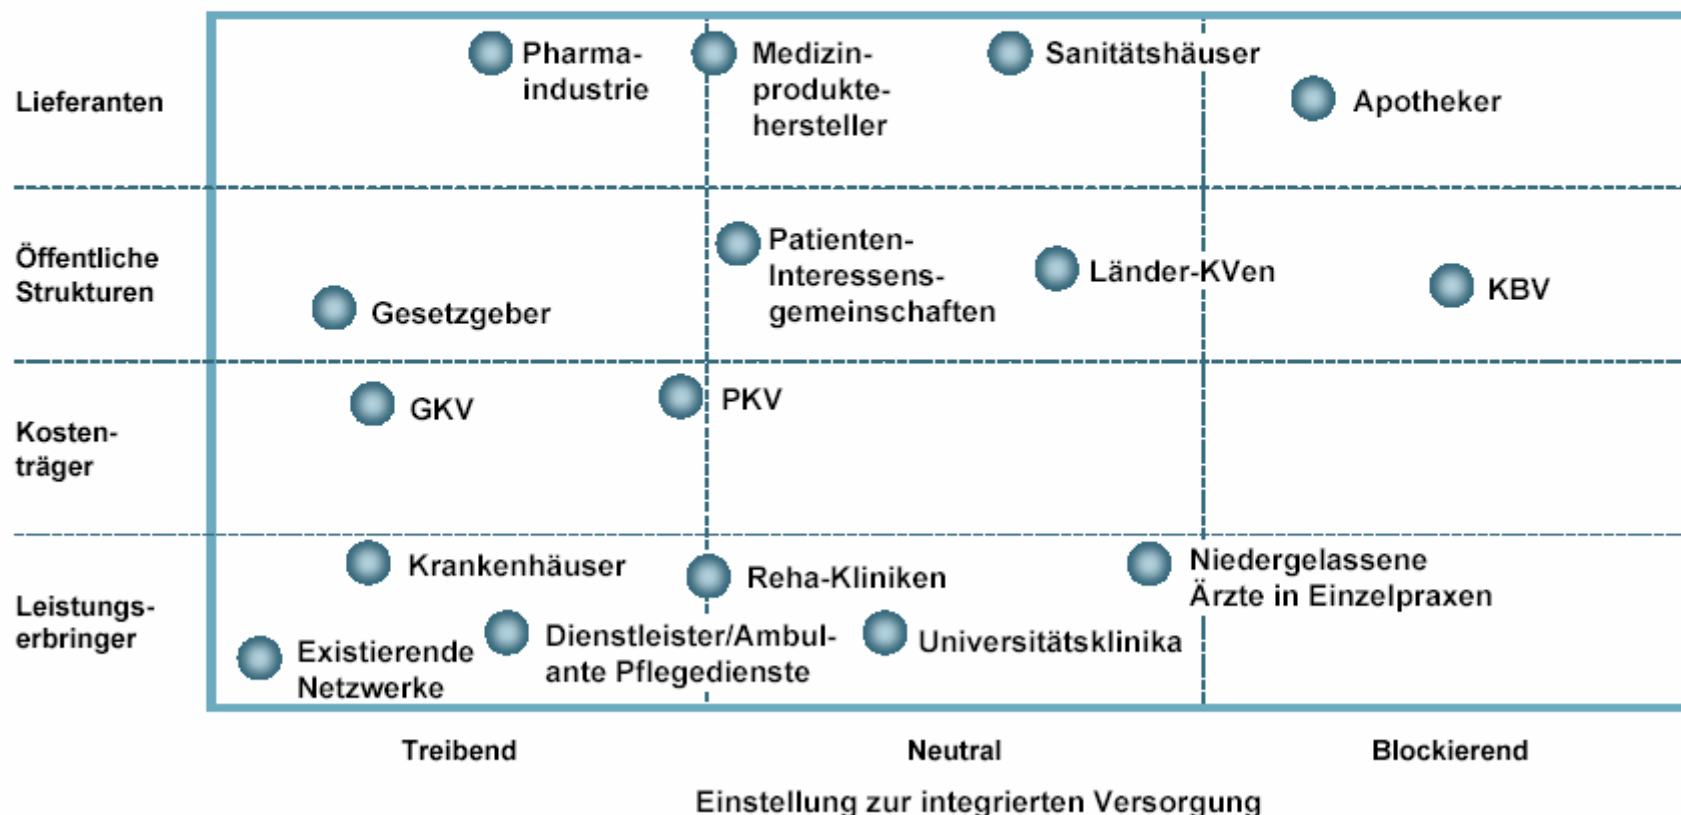 Lieferanten
Pharma-
industrie
Medizin-
produkte-
hersteller
Sanitätshäuser
Apotheker
Öffentliche
Strukturen
Gesetzgeber
Patienten-
Interessens-
gemeinschaften
Länder-KVen
KBV
Kosten-
träger
GKV
PKV
Leistungs-
erbringer
Krankenhäuser
Reha-Kliniken
Niedergelassene
Ärzte in Einzelpraxen
Existierende
Netzwerke
Dienstleister/Ambul-
ante Pflegedienste
Universitätsklinika
Treibend
Neutral
Blockierend
Einstellung zur integrierten Versorgung